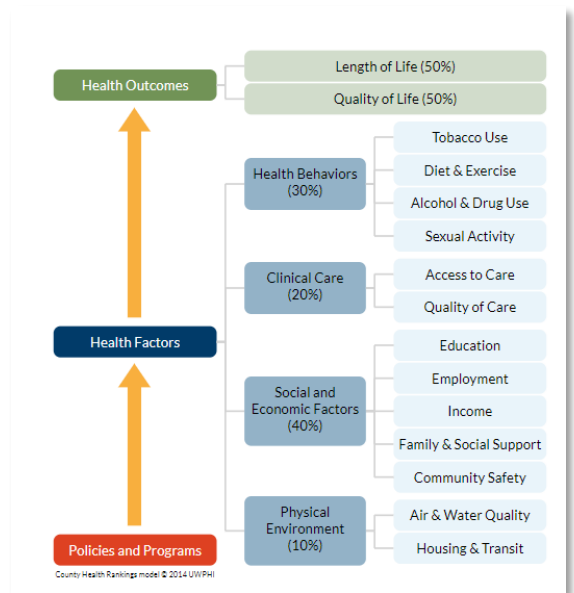 Health Outcomes
Length of Life (50%)
Quality of Life (50%)
Health Factors
Health Behaviors
(30%)
Tobacco Use
Diet & Exercise
Alcohol & Drug Use
Sexual Activity
Clinical Care
(20%)
Access to Care
Quality of Care
Social and
Economic Factors
(40%)
Education
Employment
Income
Family & Social Support
Community Safety
Physical
Environment
(10%)
Air & Water Quality
Housing & Transit
Policies and Programs
County Health Rankings model © 2014 UWPHI